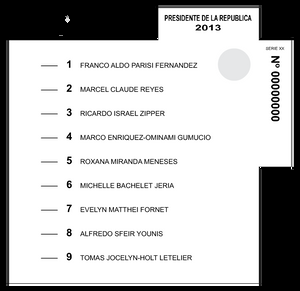 PRESIDENTE DE LA REPUBLICA
2013
SERIE XX
Nº 00000000
1 FRANCO ALDO PARISI FERNANDEZ
2 MARCEL CLAUDE REYES
3 RICARDO ISRAEL ZIPPER
4 MARCO ENRIQUEZ-OMINAMI GUMUCIO
5 ROXANA MIRANDA MENESES
6 MICHELLE BACHELET JERIA
7 EVELYN MATTHEI FORNET
8 ALFREDO SFEIR YOUNIS
9 TOMAS JOCELYN-HOLT LETELIER